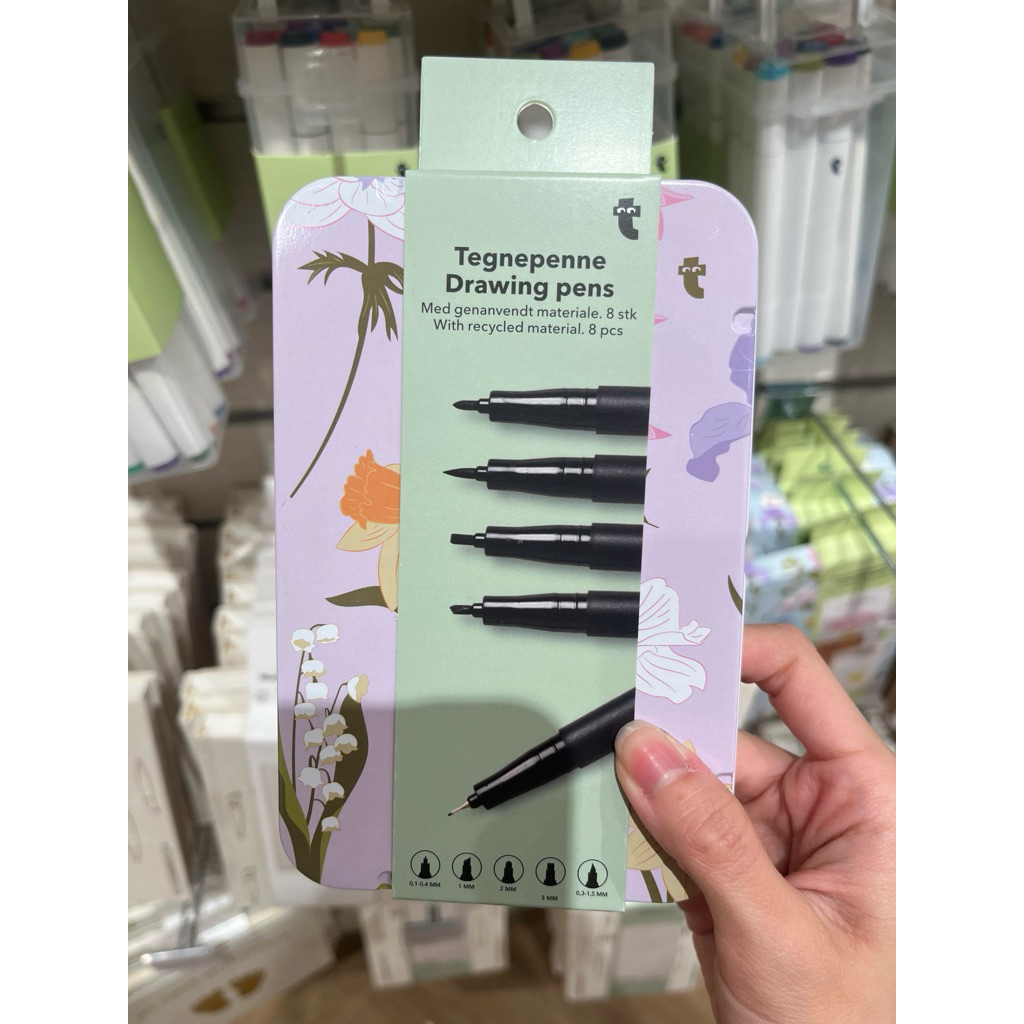 t
t
Tegnepenne
Drawing pens
Med genanvendt materiale. 8 stk
With recycled material. 8 pcs
0,1-0,4 MM
1 MM
2 MM
3 MM
0,3-1,5 MM